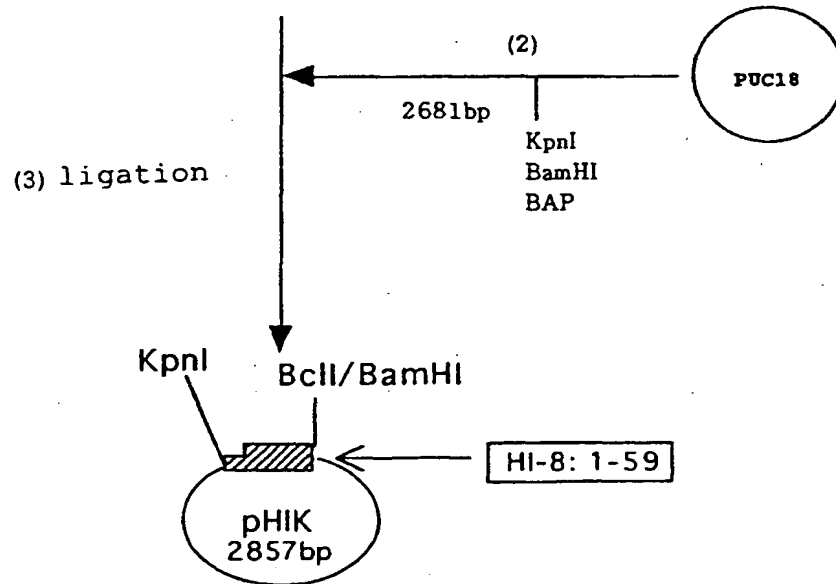 (2)
PUC18
2681bp
KpnI
BamHI
BAP
(3) ligation
KpnI
BclI/BamHI
HI-8: 1-59
pHIK
2857bp